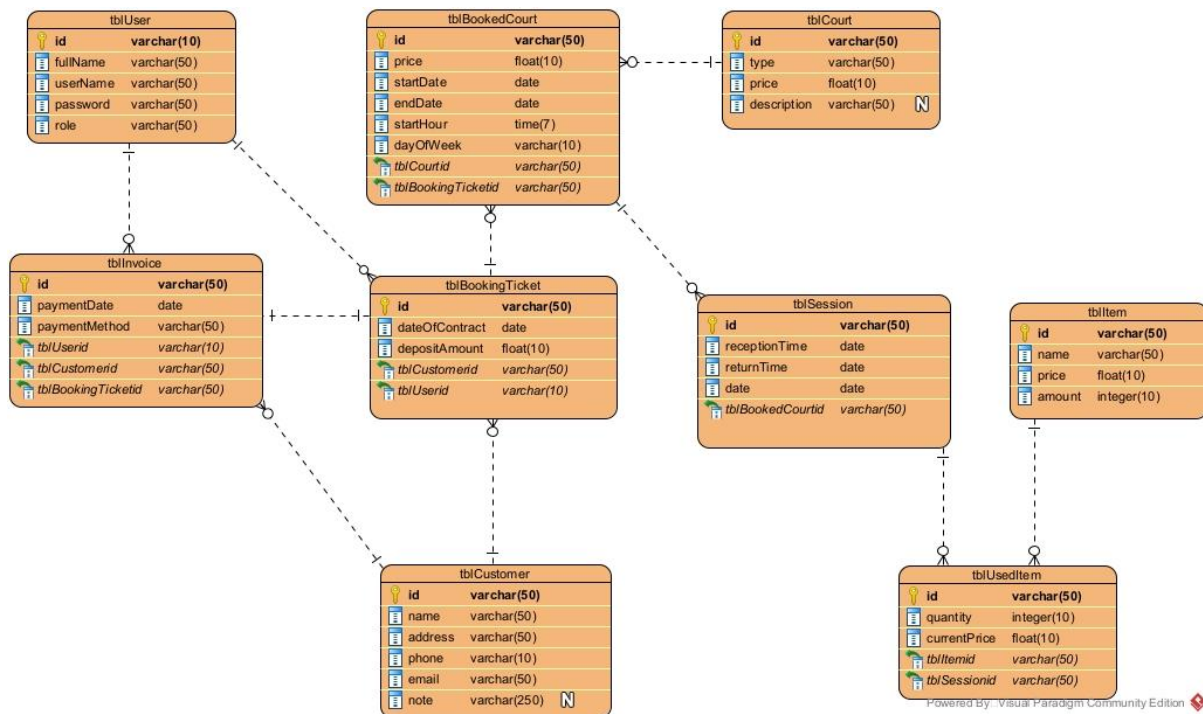 tblUser
id varchar(10)
fullName varchar(50)
userName varchar(50)
password varchar(50)
role varchar(50)
tblBookedCourt
id varchar(50)
price float(10)
startDate date
endDate date
startHour time(7)
dayOfWeek varchar(10)
tblCourtid varchar(50)
tblBookingTicketid varchar(50)
tblCourt
id varchar(50)
type varchar(50)
price float(10)
description varchar(50) N
tblInvoice
id varchar(50)
paymentDate date
paymentMethod varchar(50)
tblUserid varchar(10)
tblCustomerid varchar(50)
tblBookingTicketid varchar(50)
tblBookingTicket
id varchar(50)
dateOfContract date
depositAmount float(10)
tblCustomerid varchar(50)
tblUserid varchar(10)
tblSession
id varchar(50)
receptionTime date
returnTime date
date date
tblBookedCourtid varchar(50)
tblItem
id varchar(50)
name varchar(50)
price float(10)
amount integer(10)
tblCustomer
id varchar(50)
name varchar(50)
address varchar(50)
phone varchar(10)
email varchar(50)
note varchar(250) N
tblUsedItem
id varchar(50)
quantity integer(10)
currentPrice float(10)
tblItemid varchar(50)
tblSessionid varchar(50)
Powered By: Visual Paradigm Community Edition